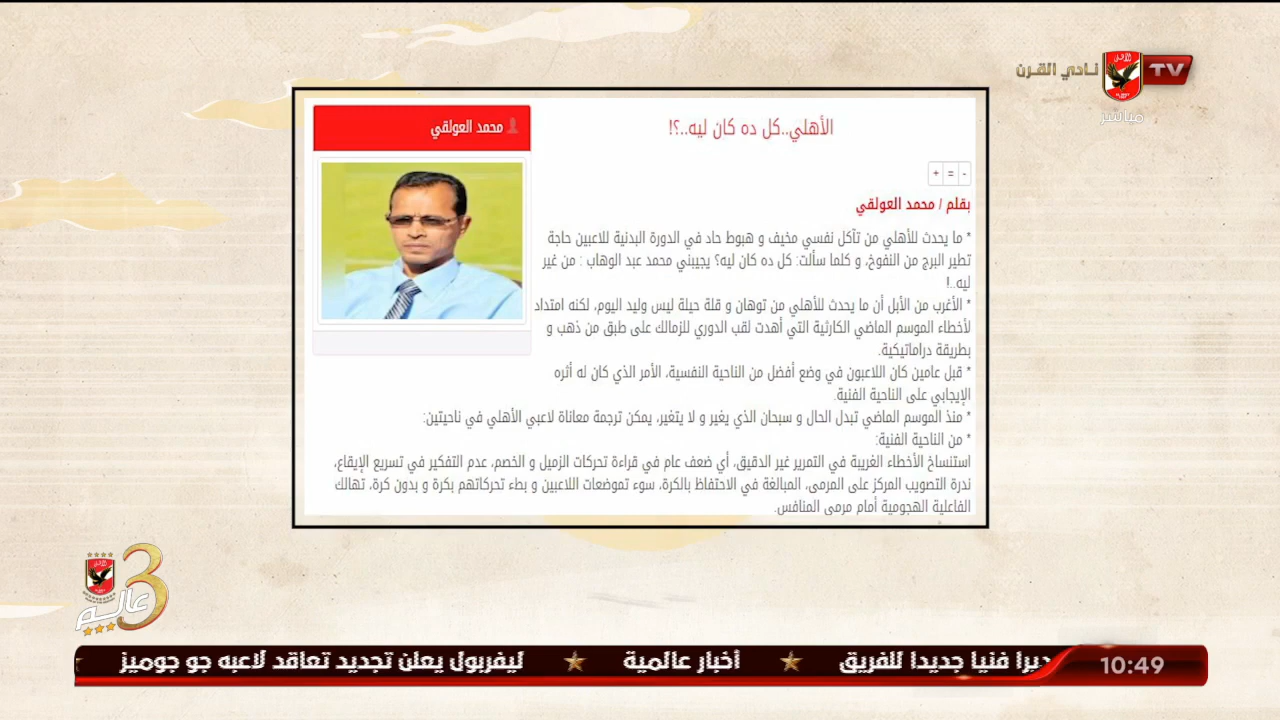 نادي القرن
TV
مباشر
محمد العولقي
الأهلي..كل ده كان ليه..؟!
+ = -
بقلم / محمد العولقي
* ما يحدث للأهلي من تآكل نفسي مخيف و هبوط حاد في الدورة البدنية للاعبين حاجة
تطير البرج من النفوخ، و كلما سألت: كل ده كان ليه؟ يجيبني محمد عبد الوهاب : من غير
ليه..!
* الأغرب من الأبل أن ما يحدث للأهلي من توهان و قلة حيلة ليس وليد اليوم، لكنه امتداد
لأخطاء الموسم الماضي الكارثية التي أهدت لقب الدوري للزمالك على طبق من ذهب و
بطريقة دراماتيكية.
* قبل عامين كان اللاعبون في وضع أفضل من الناحية النفسية، الأمر الذي كان له أثره
الإيجابي على الناحية الفنية.
* منذ الموسم الماضي تبدل الحال و سبحان الذي يغير و لا يتغير، يمكن ترجمة معاناة لاعبي الأهلي في ناحيتين:
* من الناحية الفنية:
استنساخ الأخطاء الغريبة في التمرير غير الدقيق، أي ضعف عام في قراءة تحركات الزميل و الخصم، عدم التفكير في تسريع الإيقاع،
ندرة التصويب المركز على المرمى، المبالغة في الاحتفاظ بالكرة، سوء تموضعات اللاعبين و بطء تحركاتهم بكرة و بدون كرة، تهالك
الفاعلية الهجومية أمام مرمى المنافس.
3
عالم
ديرا فنيا جديدا للفريق
أخبار عالمية
ليفربول يعلن تجديد تعاقد لاعبه جو جوميز
10:49